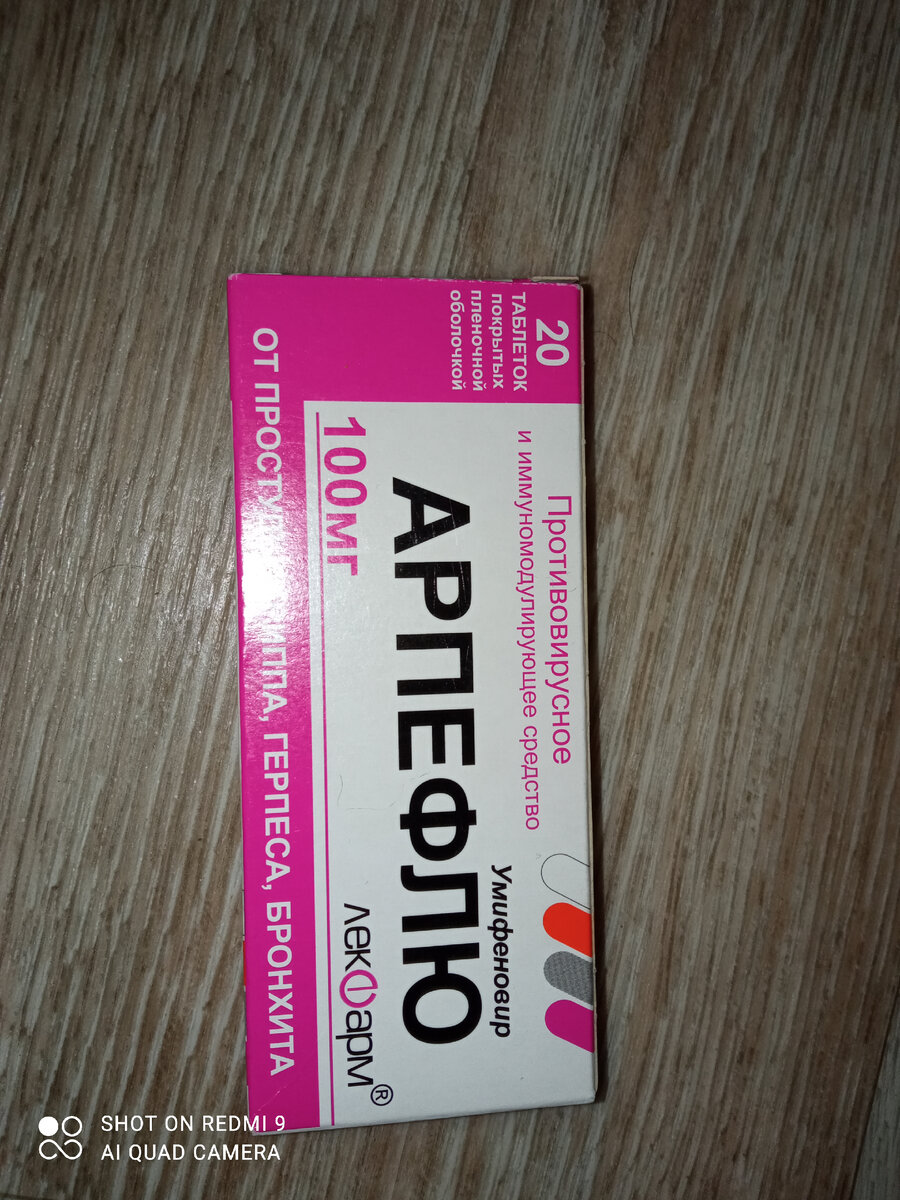 20
ТАБЛЕТОК
покрытых
пленочной
оболочкой
Противовирусное
и иммуномодулирующее средство
Умифеновир
АРПЕФЛЮ
100мг
лекфарм®
ОТ ГЕРПЕСА, БРОНХИТА
SHOT ON REDMI 9
AI QUAD CAMERA